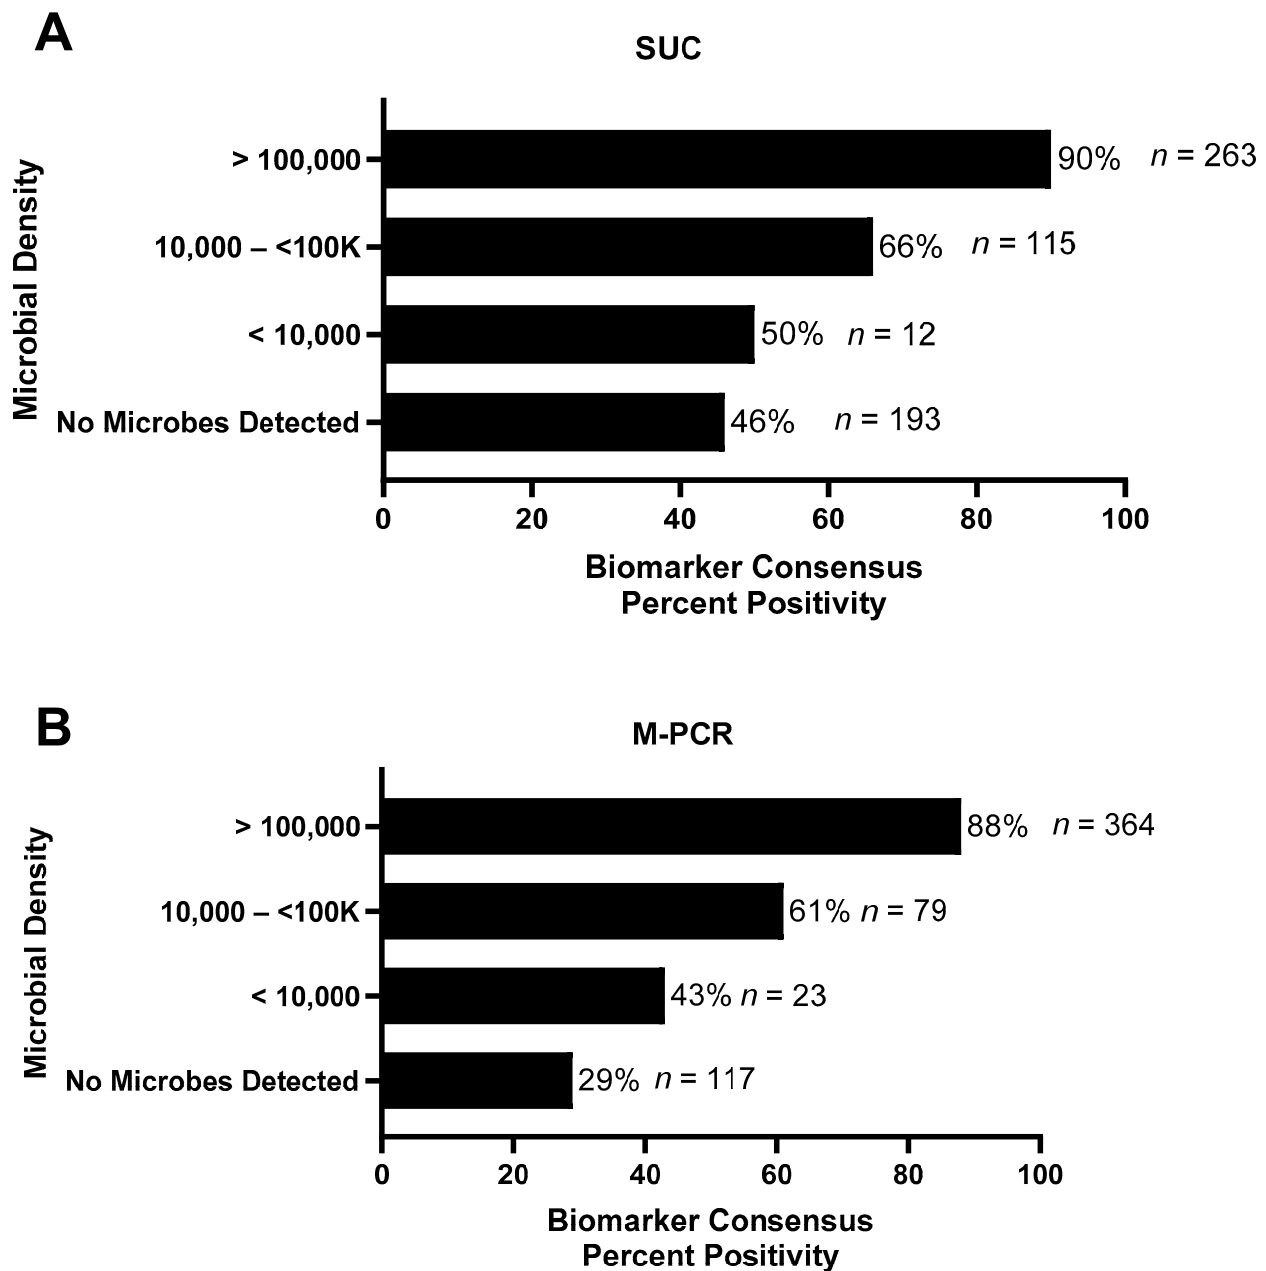 A
SUC
Microbial Density
> 100,000
90% n = 263
10,000 – <100K
66% n = 115
< 10,000
50% n = 12
No Microbes Detected
46% n = 193
0 20 40 60 80 100
Biomarker Consensus
Percent Positivity
B
M-PCR
Microbial Density
> 100,000
88% n = 364
10,000 – <100K
61% n = 79
< 10,000
43% n = 23
No Microbes Detected
29% n = 117
0 20 40 60 80 100
Biomarker Consensus
Percent Positivity